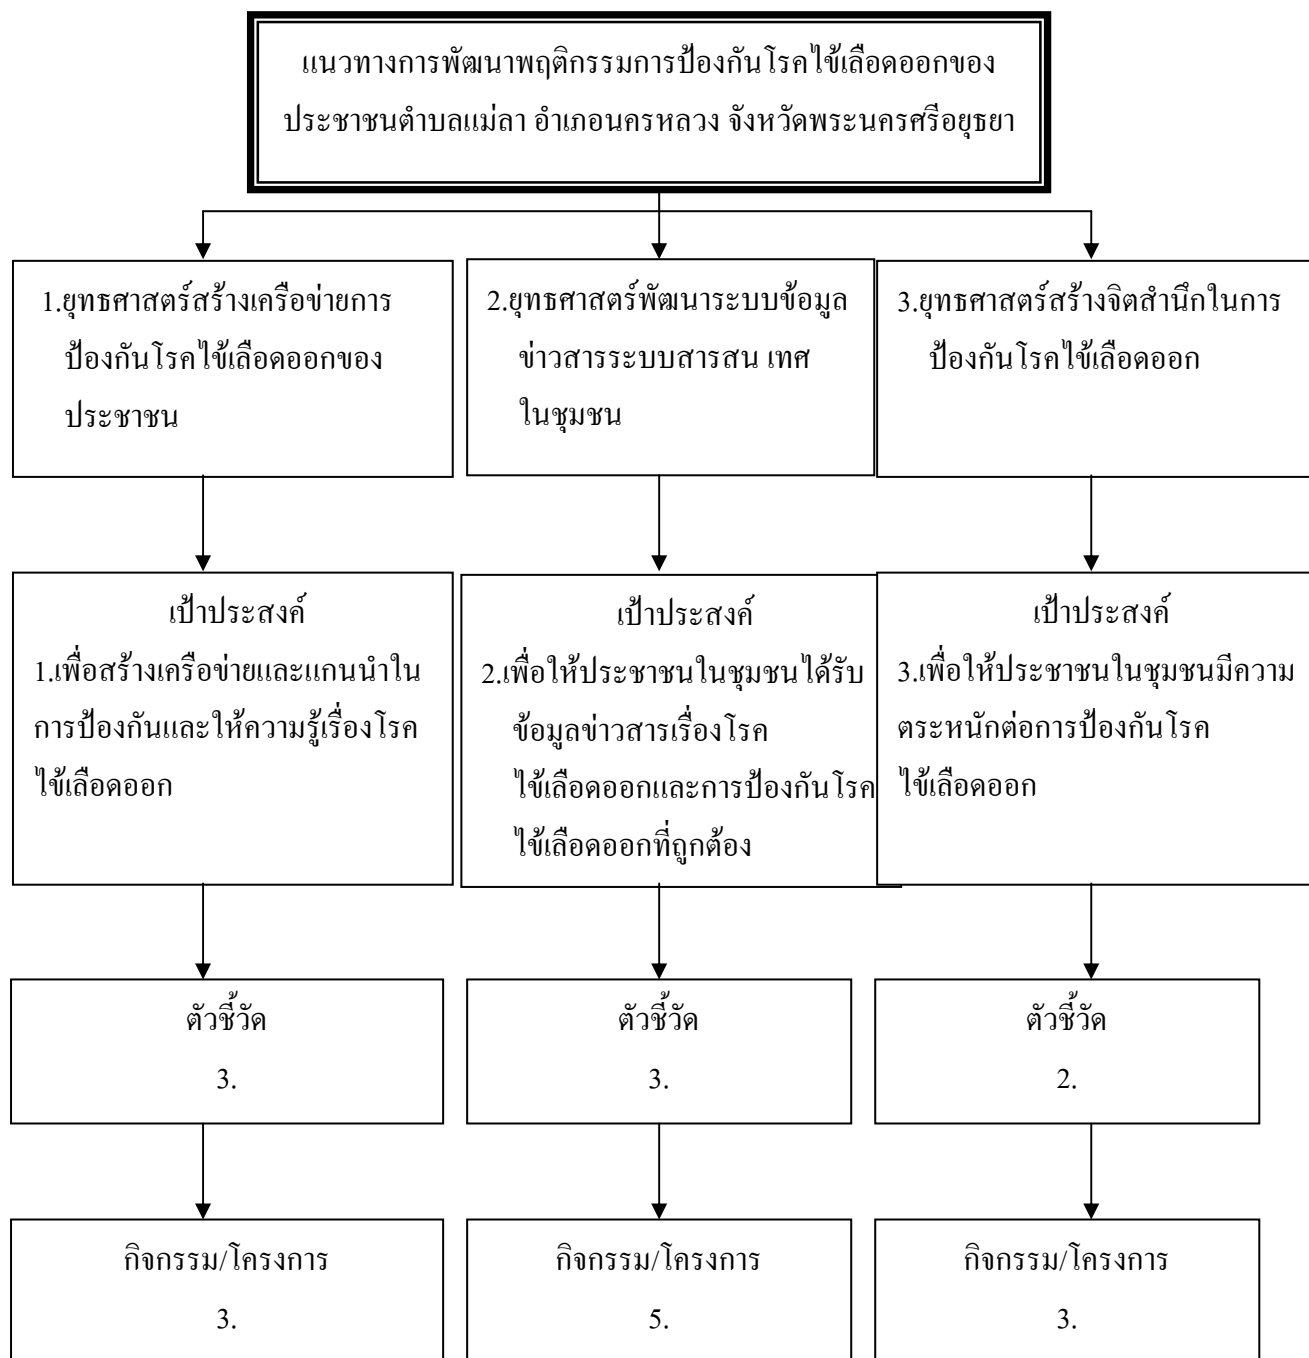 แนวทางการพัฒนาพฤติกรรมการป้องกันโรคไข้เลือดออกของ
ประชาชนตำบลแม่ลา อำเภอนครหลวง จังหวัดพระนครศรีอยุธยา
1.ยุทธศาสตร์สร้างเครือข่ายการ
ป้องกันโรคไข้เลือดออกของ
ประชาชน
2.ยุทธศาสตร์พัฒนาระบบข้อมูล
ข่าวสารระบบสารสน เทศ
ในชุมชน
3.ยุทธศาสตร์สร้างจิตสำนึกในการ
ป้องกันโรคไข้เลือดออก
เป้าประสงค์
1.เพื่อสร้างเครือข่ายและแกนนำใน
การป้องกันและให้ความรู้เรื่องโรค
ไข้เลือดออก
เป้าประสงค์
2.เพื่อให้ประชาชนในชุมชนได้รับ
ข้อมูลข่าวสารเรื่องโรค
ไข้เลือดออกและการป้องกันโรค
ไข้เลือดออกที่ถูกต้อง
เป้าประสงค์
3.เพื่อให้ประชาชนในชุมชนมีความ
ตระหนักต่อการป้องกันโรค
ไข้เลือดออก
ตัวชี้วัด
3.
ตัวชี้วัด
3.
ตัวชี้วัด
2.
กิจกรรม/โครงการ
3.
กิจกรรม/โครงการ
5.
กิจกรรม/โครงการ
3.